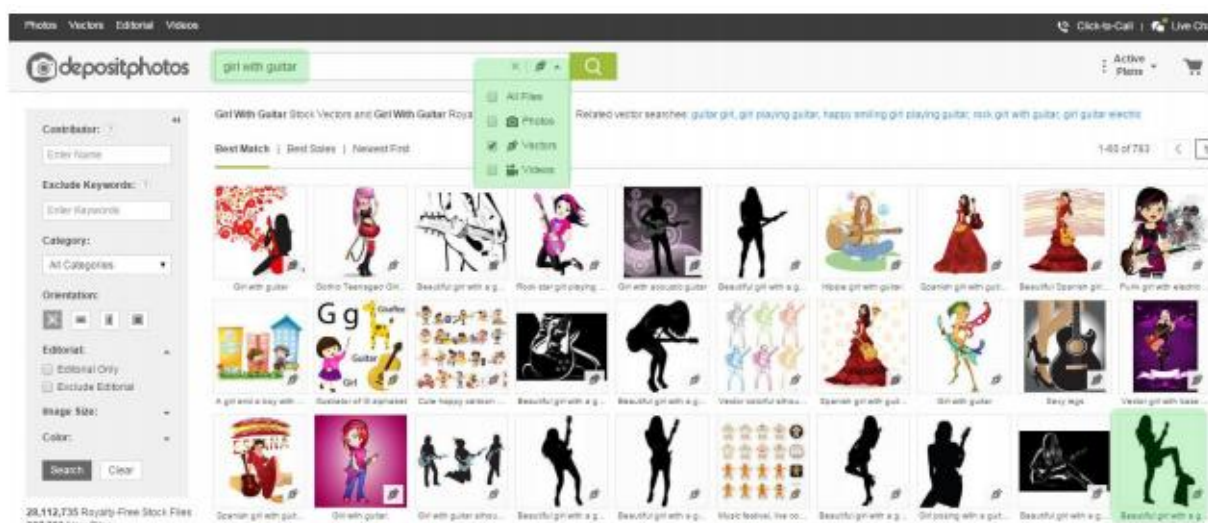 Photos Vectors Editorial Videos
Click-to-Call | Live Ch
depositphotos
girl with guitar
Active Plans
All Files
Photos
Vectors
Videos
Contributor:
Enter Name
Exclude Keywords:
Enter Keywords
Category:
All Categories
Orientation:
Editorial:
Editorial Only
Exclude Editorial
Image Size:
Color:
Search Clear
28,112,735 Royalty-Free Stock Files
Girl With Guitar Stock Vectors and Girl With Guitar Roya
Related vector searches: guitar girl, girl playing guitar, happy smiling girl playing guitar, rock girl with guitar, girl guitar electric
Best Match | Best Sales | Newest First
1-60 of 783
Girl with guitar
Gothic Teenaged Girl...
Beautiful girl with a g...
Rock star girl playing ...
Girl with acoustic guitar
Beautiful girl with a g...
Hippie girl with guitar
Spanish girl with guit...
Beautiful Spanish girl...
Punk girl with electric ...
G g
Giraffe
Guitar
Girl
A girl and a boy with ...
Illustrator of G alphabet
Cute happy cartoon ...
Beautiful girl with a g...
Beautiful girl with a g...
Vector colorful silhou...
Spanish girl with guit...
Girl with guitar
Sexy legs
Vector girl with bass ...
Spanish girl with guit...
Girl with guitar.
Girl with guitar silhou...
Beautiful girl with a g...
Beautiful girl with a g...
Music festival, live co...
Beautiful girl with a g...
Girl posing with a guit...
Beautiful girl with a g...
Beautiful girl with a g...